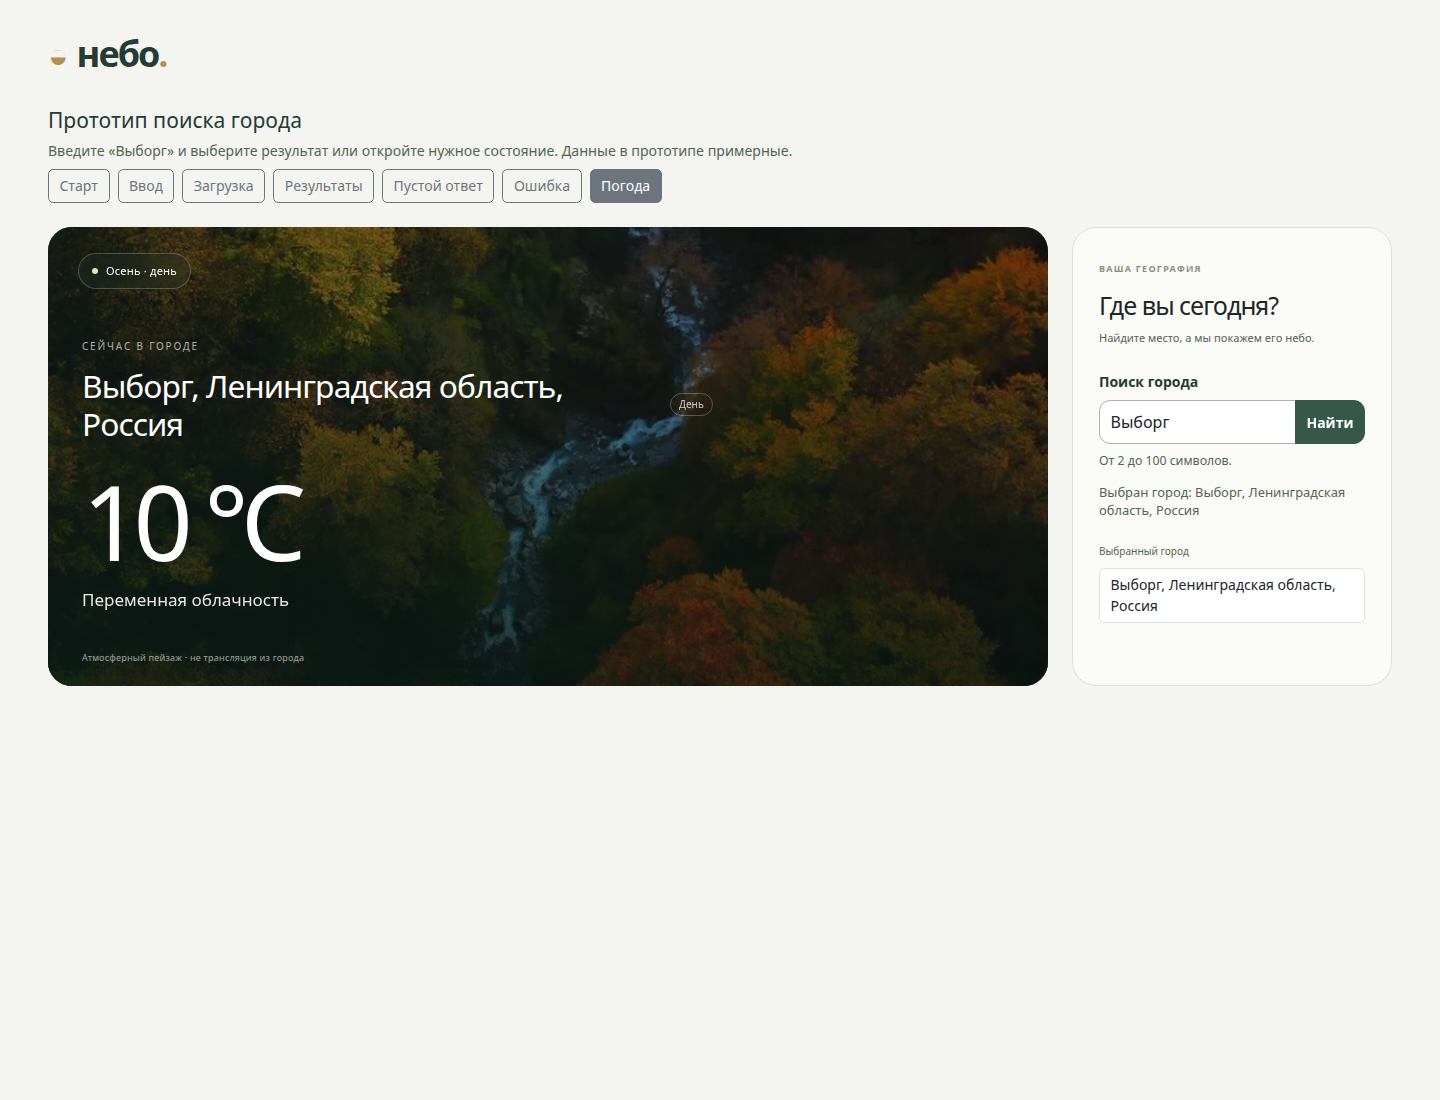 небо.
Прототип поиска города
Введите «Выборг» и выберите результат или откройте нужное состояние. Данные в прототипе примерные.
Старт Ввод Загрузка Результаты Пустой ответ Ошибка Погода
Осень · день
СЕЙЧАС В ГОРОДЕ
Выборг, Ленинградская область,
Россия
День
10 °C
Переменная облачность
Атмосферный пейзаж · не трансляция из города
ВАША ГЕОГРАФИЯ
Где вы сегодня?
Найдите место, а мы покажем его небо.
Поиск города
Выборг Найти
От 2 до 100 символов.
Выбран город: Выборг, Ленинградская
область, Россия
Выбранный город
Выборг, Ленинградская область,
Россия